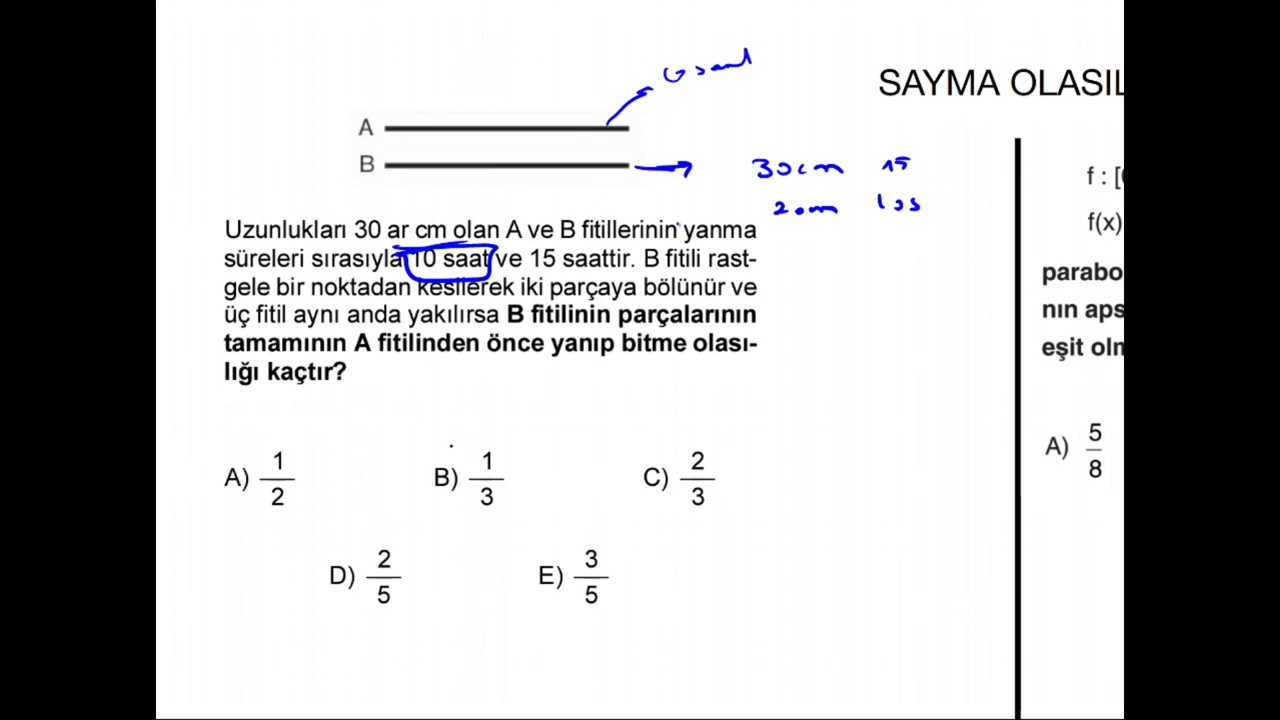 SAYMA OLASIL
A
B
30cm 15
20cm 10s
Uzunlukları 30 ar cm olan A ve B fitillerinin yanma
süreleri sırasıyla 10 saat ve 15 saattir. B fitili rast-
gele bir noktadan kesilerek iki parçaya bölünür ve
üç fitil aynı anda yakılırsa B fitilinin parçalarının
tamamının A fitilinden önce yanıp bitme olası-
lığı kaçtır?
A) 1/2 B) 1/3 C) 2/3
D) 2/5 E) 3/5
f : [
f(x)
parabo
nın aps
eşit oln
A) 5/8